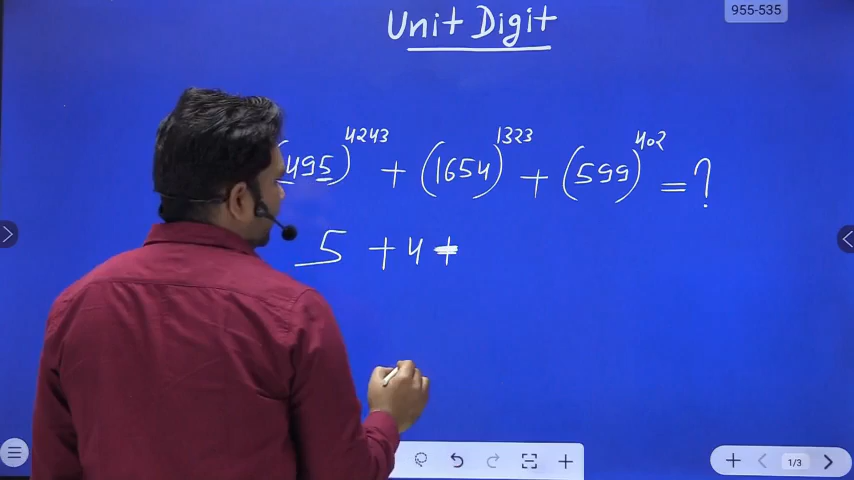 955-535
Unit Digit
(495)^4243 + (1654)^1323 + (599)^402 = ?
5 + 4 +
1/3